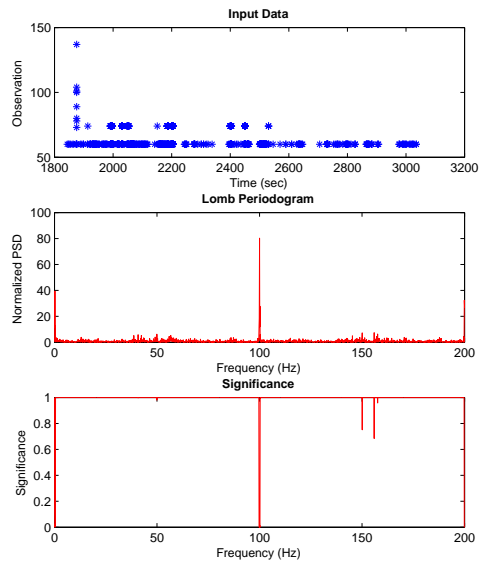 Input Data
150
100
50
Observation
1800 2000 2200 2400 2600 2800 3000 3200
Time (sec)
Lomb Periodogram
100
80
60
40
20
0
Normalized PSD
0 50 100 150 200
Frequency (Hz)
Significance
1
0.8
0.6
0.4
0.2
0
Significance
0 50 100 150 200
Frequency (Hz)